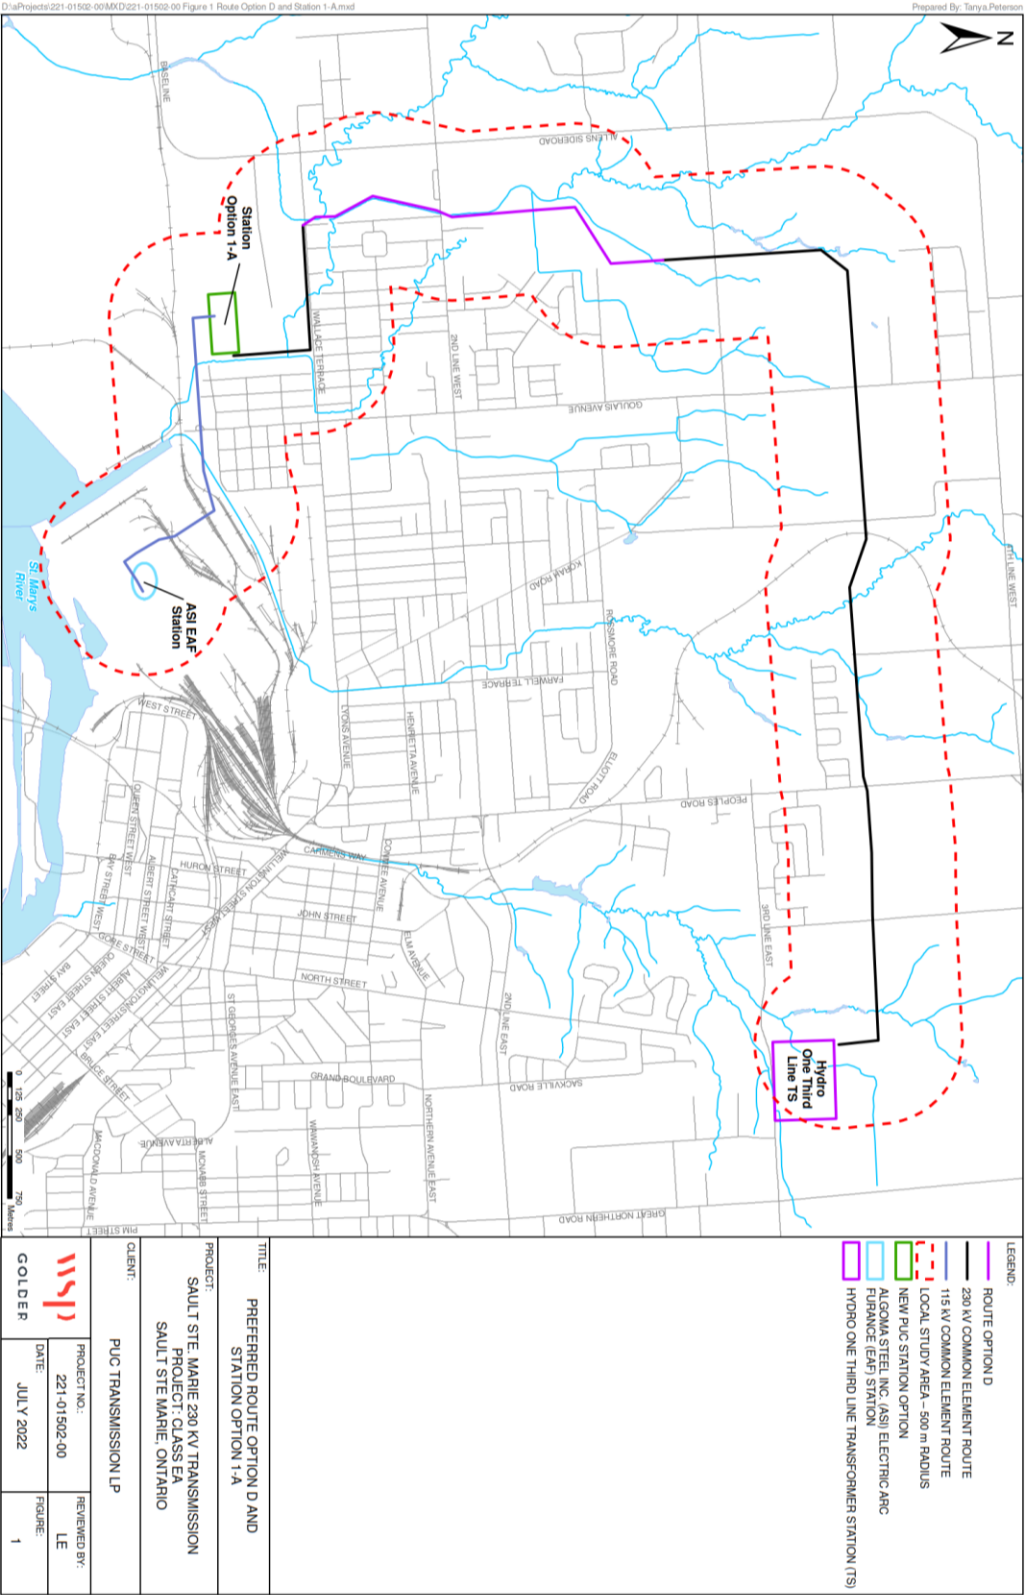 D:\aProjects\221-01502-00\MXD\221-01502-00 Figure 1 Route Option D and Station 1-A.mxd
Prepared By: Tanya.Peterson
N
BASELINE
ALLENS SIDEROAD
Station
Option 1-A
WALLACE TERRACE
2ND LINE WEST
GOULAIS AVENUE
4TH LINE WEST
KORAH ROAD
ROSSMORE ROAD
St. Marys
River
ASI EAF
Station
FARWELL TERRACE
WEST STREET
LYONS AVENUE
HENRIETTA AVENUE
ELLIOTT ROAD
PEOPLES ROAD
QUEEN STREET WEST
BAY STREET WEST
ALBERT STREET WEST
CATHCART STREET
HURON STREET
WELLINGTON STREET WEST
CARMENS WAY
CONMEE AVENUE
JOHN STREET
ELM AVENUE
3RD LINE EAST
GORE STREET
BAY STREET
QUEEN STREET EAST
ALBERT STREET EAST
WELLINGTON STREET EAST
NORTH STREET
2ND LINE EAST
ST GEORGES AVENUE EAST
BRUCE STREET
GRAND BOULEVARD
SACKVILLE ROAD
Hydro
One Third
Line TS
MACDONALD AVENUE
ALBERTA AVENUE
MCNABB STREET
WAWANOSH AVENUE
NORTHERN AVENUE EAST
PIM STREET
GREAT NORTHERN ROAD
0 125 250 500 750
Metres
LEGEND:
ROUTE OPTION D
230 kV COMMON ELEMENT ROUTE
115 kV COMMON ELEMENT ROUTE
LOCAL STUDY AREA – 500 m RADIUS
NEW PUC STATION OPTION
ALGOMA STEEL INC. (ASI) ELECTRIC ARC
FURANCE (EAF) STATION
HYDRO ONE THIRD LINE TRANSFORMER STATION (TS)
TITLE:
PREFERRED ROUTE OPTION D AND
STATION OPTION 1-A
PROJECT:
SAULT STE. MARIE 230 KV TRANSMISSION
PROJECT: CLASS EA
SAULT STE MARIE, ONTARIO
CLIENT:
PUC TRANSMISSION LP
WSP
GOLDER
PROJECT NO.:
221-01502-00
REVIEWED BY:
LE
DATE:
JULY 2022
FIGURE:
1